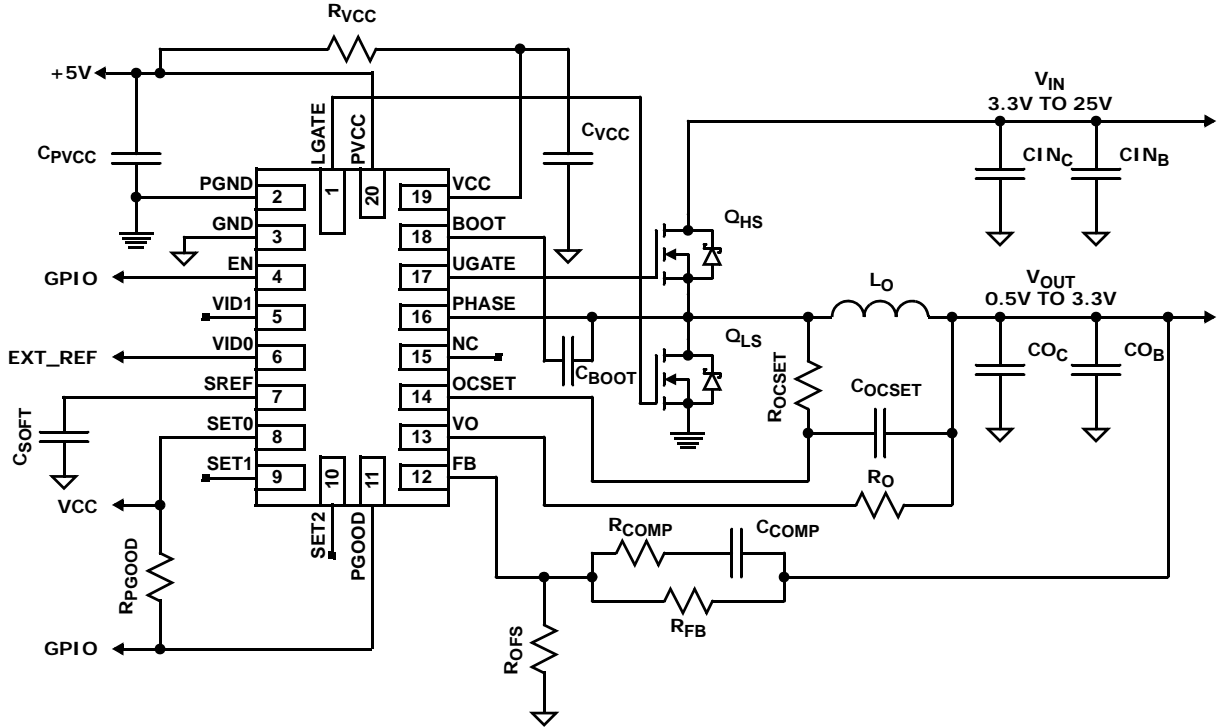 RVCC
+5V
VIN
3.3V TO 25V
LGATE
PVCC
CVCC
CPVCC
CINC
CINB
PGND
2
1
20
19
VCC
GND
3
18
BOOT
QHS
EN
4
17
UGATE
GPIO
LO
VOUT
0.5V TO 3.3V
VID1
5
16
PHASE
QLS
VID0
6
15
NC
EXT_REF
CBOOT
ROCSET
COCSET
COC
COB
SREF
7
14
OCSET
CSOFT
SET0
8
13
VO
SET1
9
10
11
12
FB
RO
VCC
SET2
PGOOD
RCOMP
CCOMP
RPGOOD
RFB
ROFS
GPIO